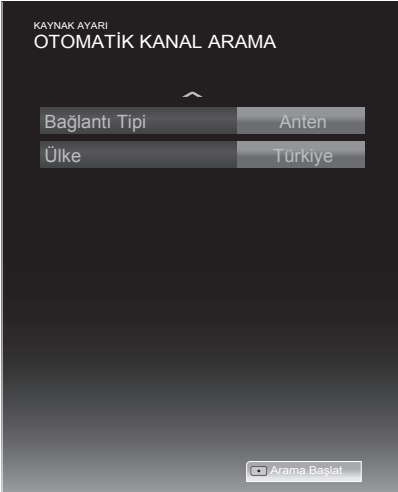 KAYNAK AYARI
OTOMATİK KANAL ARAMA
Bağlantı Tipi Anten
Ülke Türkiye
Arama Başlat